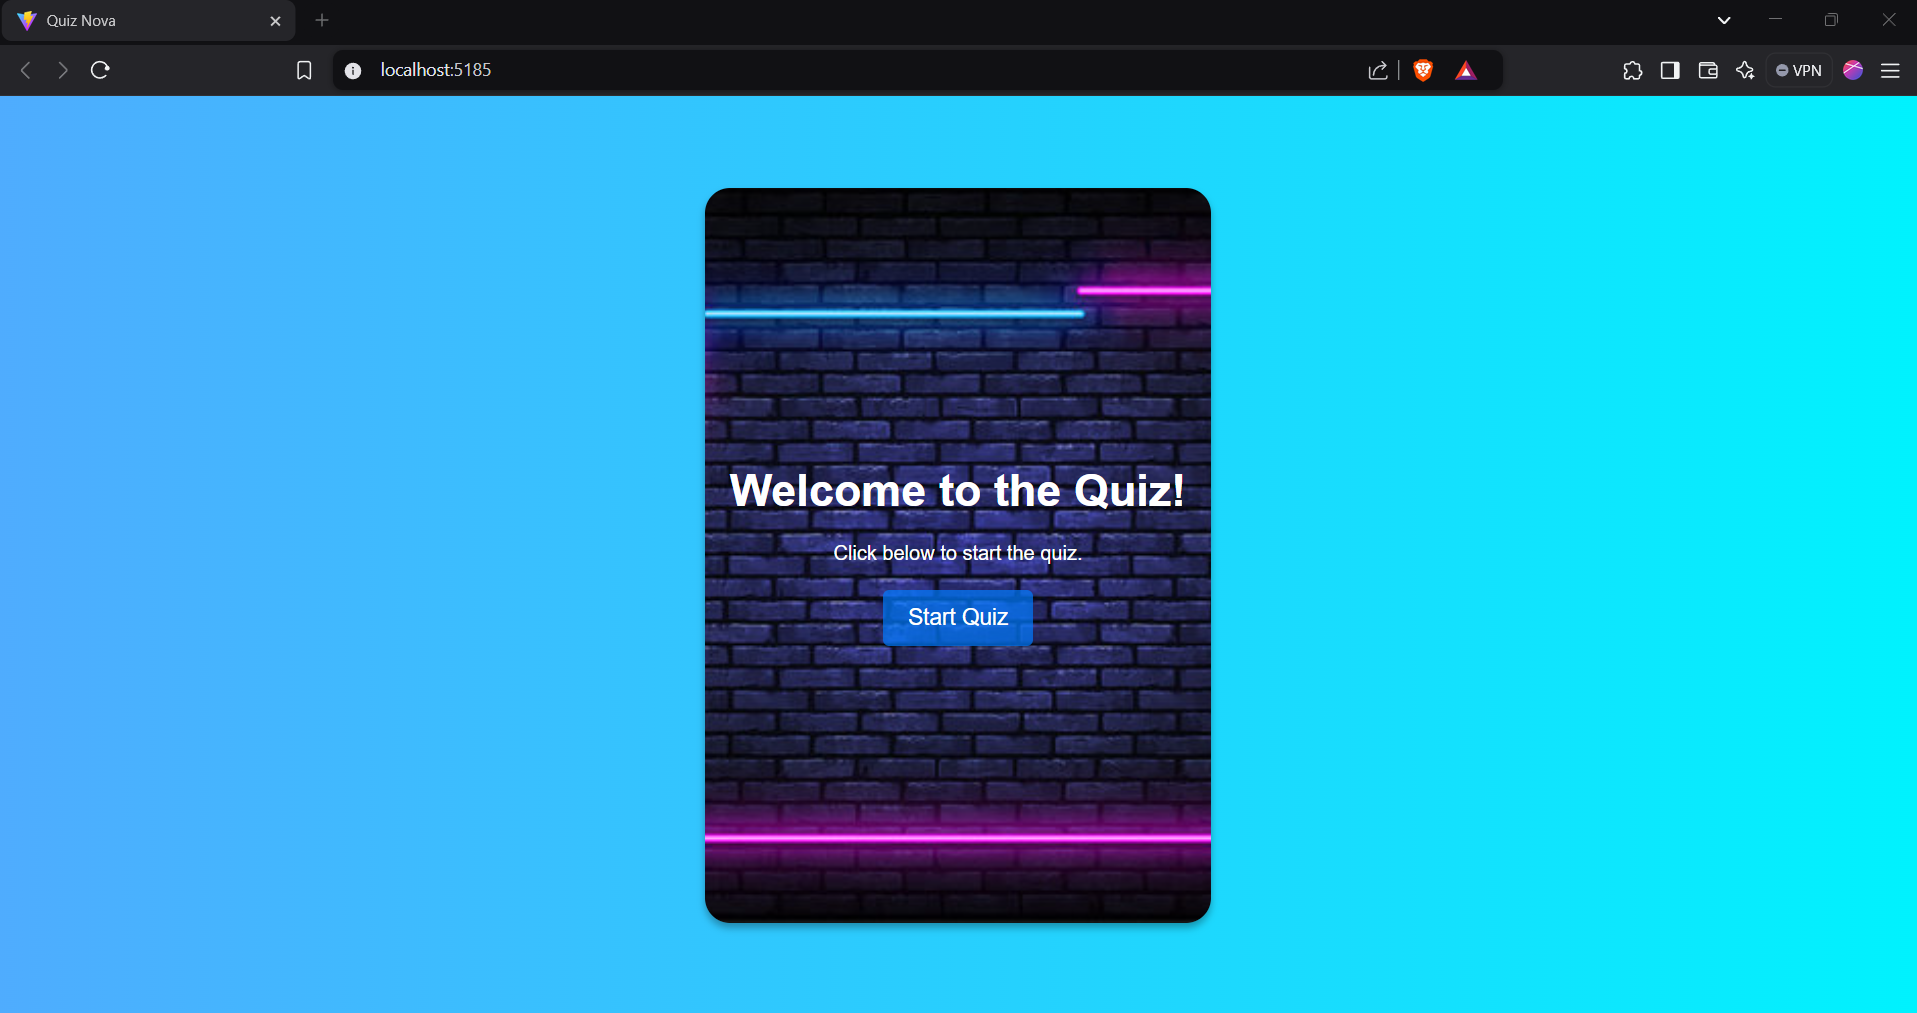 Quiz Nova
localhost:5185
VPN
Welcome to the Quiz!
Click below to start the quiz.
Start Quiz